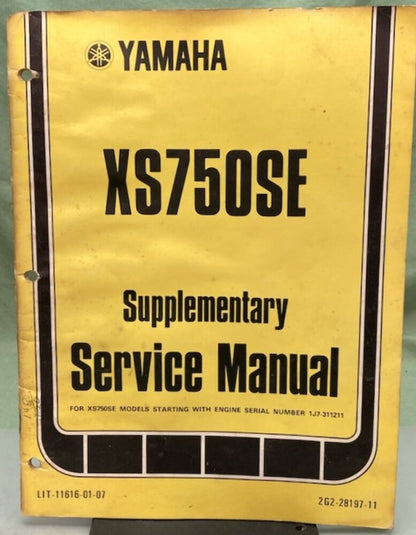 YAMAHA
XS750SE
Supplementary
Service Manual
FOR XS750SE MODELS STARTING WITH ENGINE SERIAL NUMBER 1J7-311211
LIT-11616-01-07
2G2-28197-11